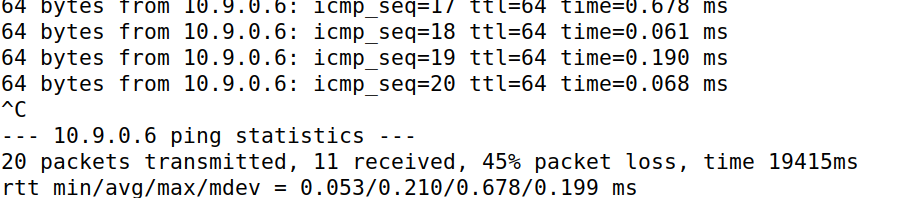 64 bytes from 10.9.0.6: icmp_seq=17 ttl=64 time=0.678 ms
64 bytes from 10.9.0.6: icmp_seq=18 ttl=64 time=0.061 ms
64 bytes from 10.9.0.6: icmp_seq=19 ttl=64 time=0.190 ms
64 bytes from 10.9.0.6: icmp_seq=20 ttl=64 time=0.068 ms
^C
--- 10.9.0.6 ping statistics ---
20 packets transmitted, 11 received, 45% packet loss, time 19415ms
rtt min/avg/max/mdev = 0.053/0.210/0.678/0.199 ms